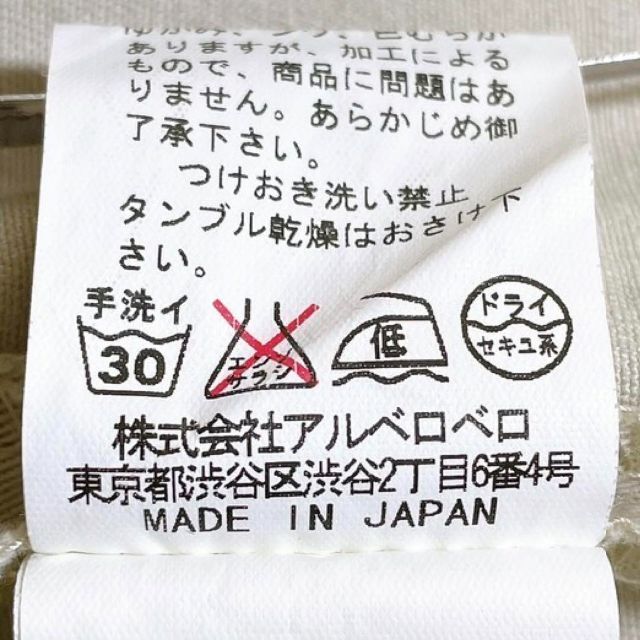 ありますが、加工による
もので、商品に問題はあ
りません。あらかじめ御
了承下さい。
つけおき洗い禁止
タンブル乾燥はおさけ下
さい。
手洗イ
30
エンソ
サラシ
低
ドライ
セキユ系
株式会社アルベロベロ
東京都渋谷区渋谷2丁目6番4号
MADE IN JAPAN